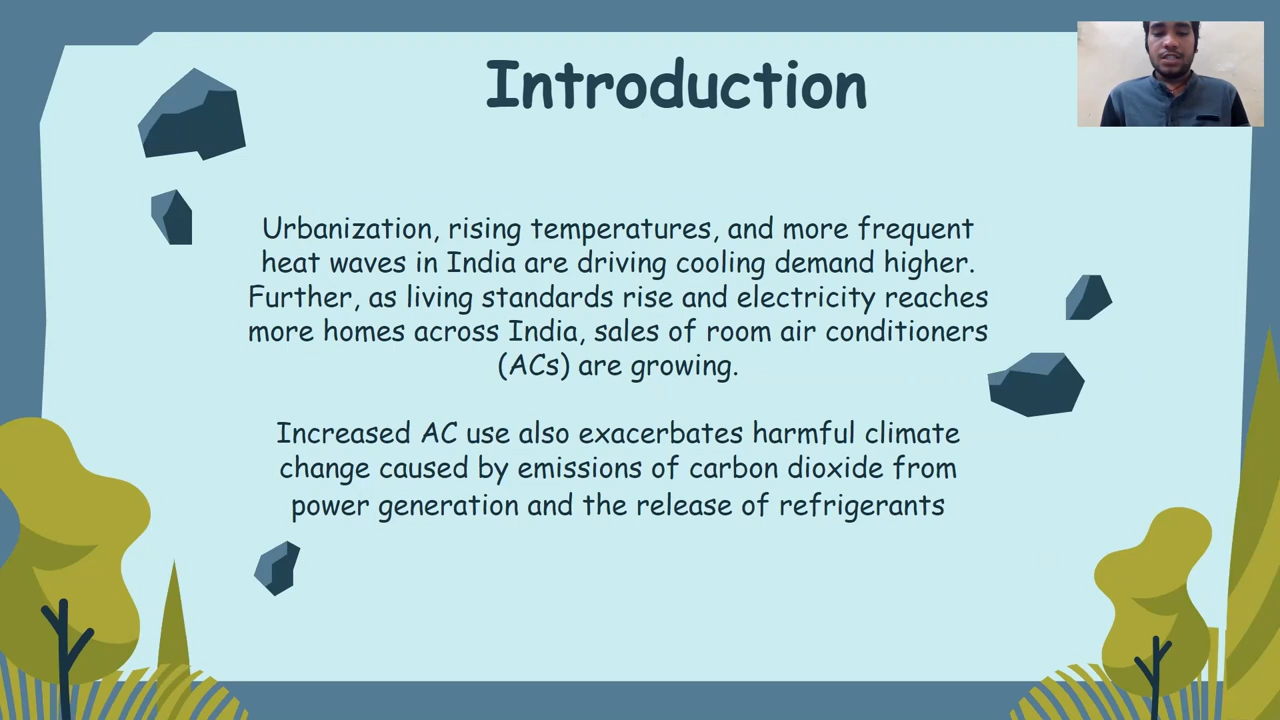 Introduction
Urbanization, rising temperatures, and more frequent
heat waves in India are driving cooling demand higher.
Further, as living standards rise and electricity reaches
more homes across India, sales of room air conditioners
(ACs) are growing.
Increased AC use also exacerbates harmful climate
change caused by emissions of carbon dioxide from
power generation and the release of refrigerants